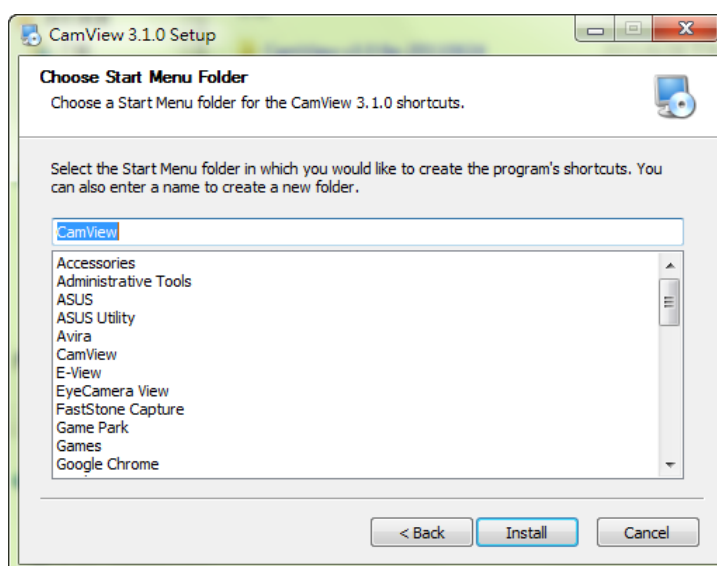 CamView 3.1.0 Setup
Choose Start Menu Folder
Choose a Start Menu folder for the CamView 3.1.0 shortcuts.
Select the Start Menu folder in which you would like to create the program's shortcuts. You
can also enter a name to create a new folder.
CamView
Accessories
Administrative Tools
ASUS
ASUS Utility
Avira
CamView
E-View
EyeCamera View
FastStone Capture
Game Park
Games
Google Chrome
< Back
Install
Cancel